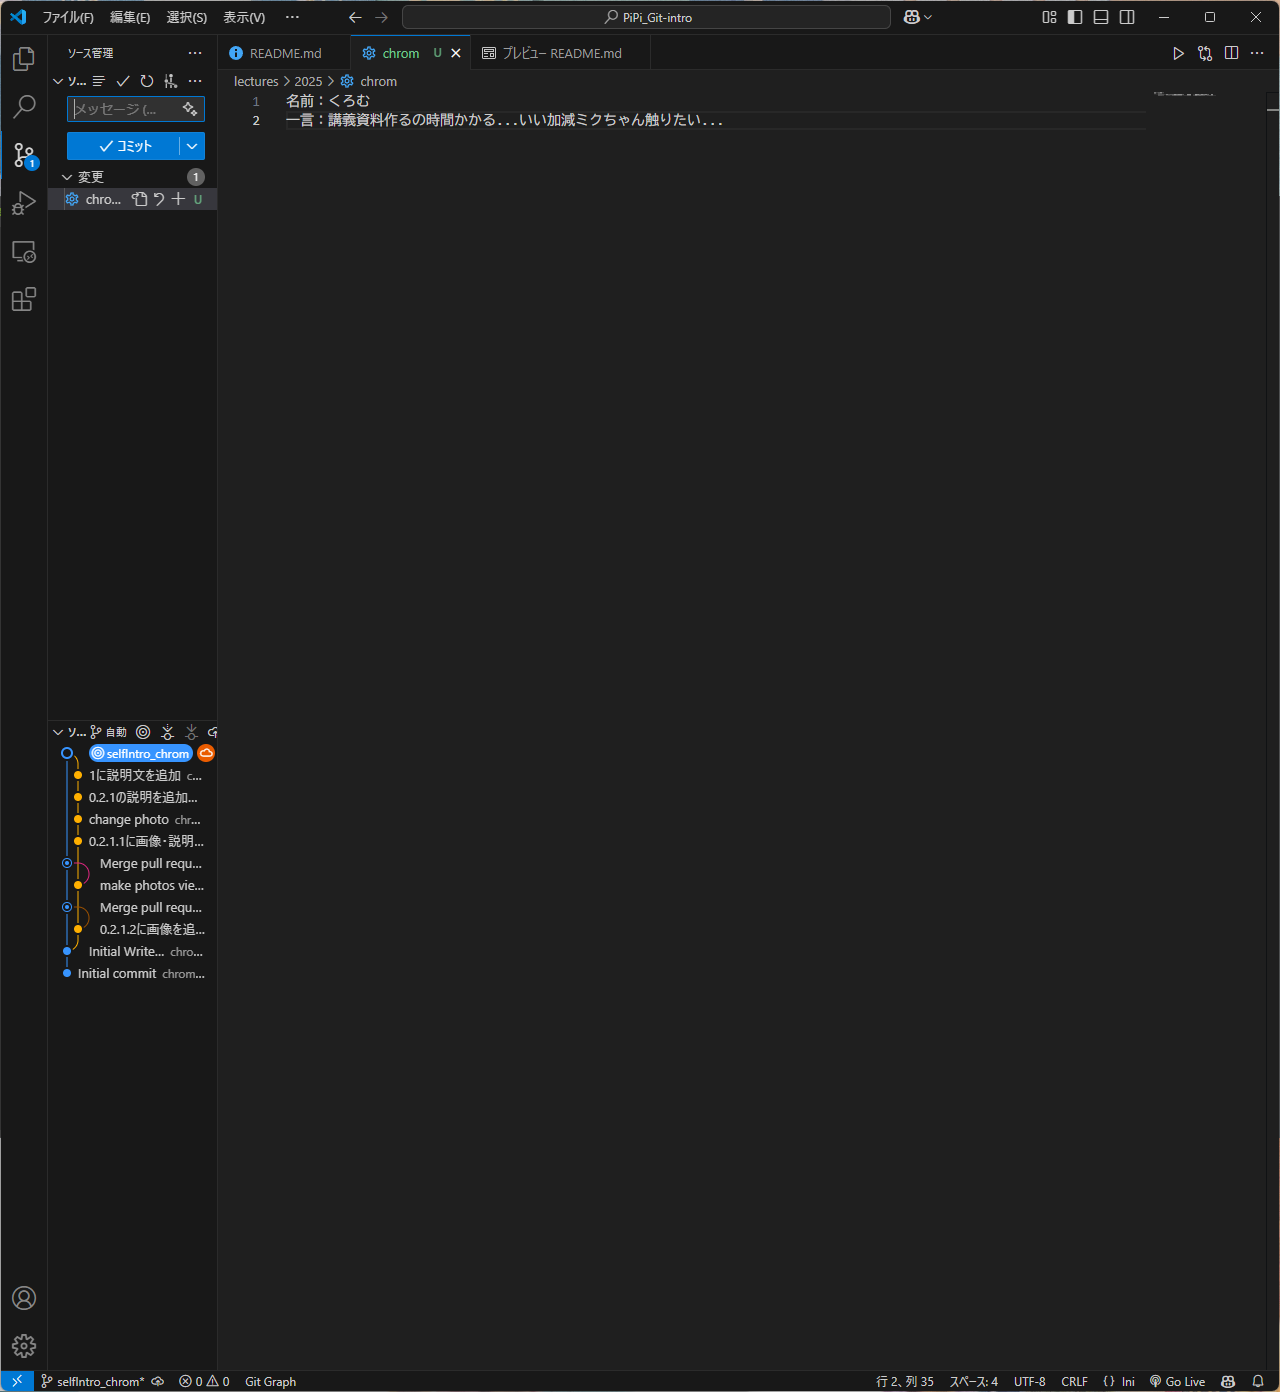 ファイル(F) 編集(E) 選択(S) 表示(V) ··· PiPi_Git-intro
ソース管理 ···
README.md chrom U プレビュー README.md
ソ...
lectures > 2025 > chrom
メッセージ (...
コミット
変更 1
chro... U
1 名前：くろむ
2 一言：講義資料作るの時間かかる...いい加減ミクちゃん触りたい...
1
ソ... 自動
selfIntro_chrom
1に説明文を追加 c...
0.2.1の説明を追加...
change photo chr...
0.2.1.1に画像・説明...
Merge pull requ...
make photos vie...
Merge pull requ...
0.2.1.2に画像を追...
Initial Write... chro...
Initial commit chrom...
selfIntro_chrom* 0 0 Git Graph 行 2、列 35 スペース: 4 UTF-8 CRLF {} Ini Go Live